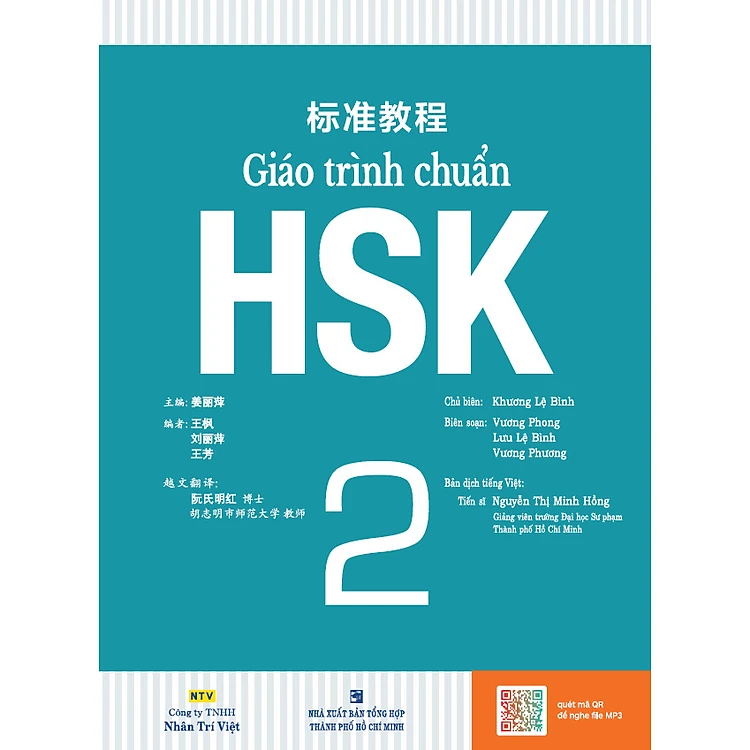 标准教程
Giáo trình chuẩn
HSK
2
主编: 姜丽萍
编者: 王枫
刘丽萍
王芳
越文翻译:
阮氏明红 博士
胡志明市师范大学 教师
Chủ biên: Khương Lệ Bình
Biên soạn: Vương Phong
Lưu Lệ Bình
Vương Phương
Bản dịch tiếng Việt:
Tiến sĩ Nguyễn Thị Minh Hồng
Giảng viên trường Đại học Sư phạm
Thành phố Hồ Chí Minh
NTV
Công ty TNHH
Nhân Trí Việt
NHÀ XUẤT BẢN TỔNG HỢP
THÀNH PHỐ HỒ CHÍ MINH
quét mã QR
để nghe file MP3